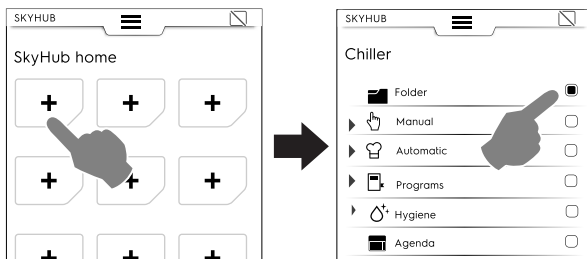 SKYHUB
SkyHub home
+ + +
+ + +
+ + +
SKYHUB
Chiller
Folder
Manual
Automatic
Programs
Hygiene
Agenda